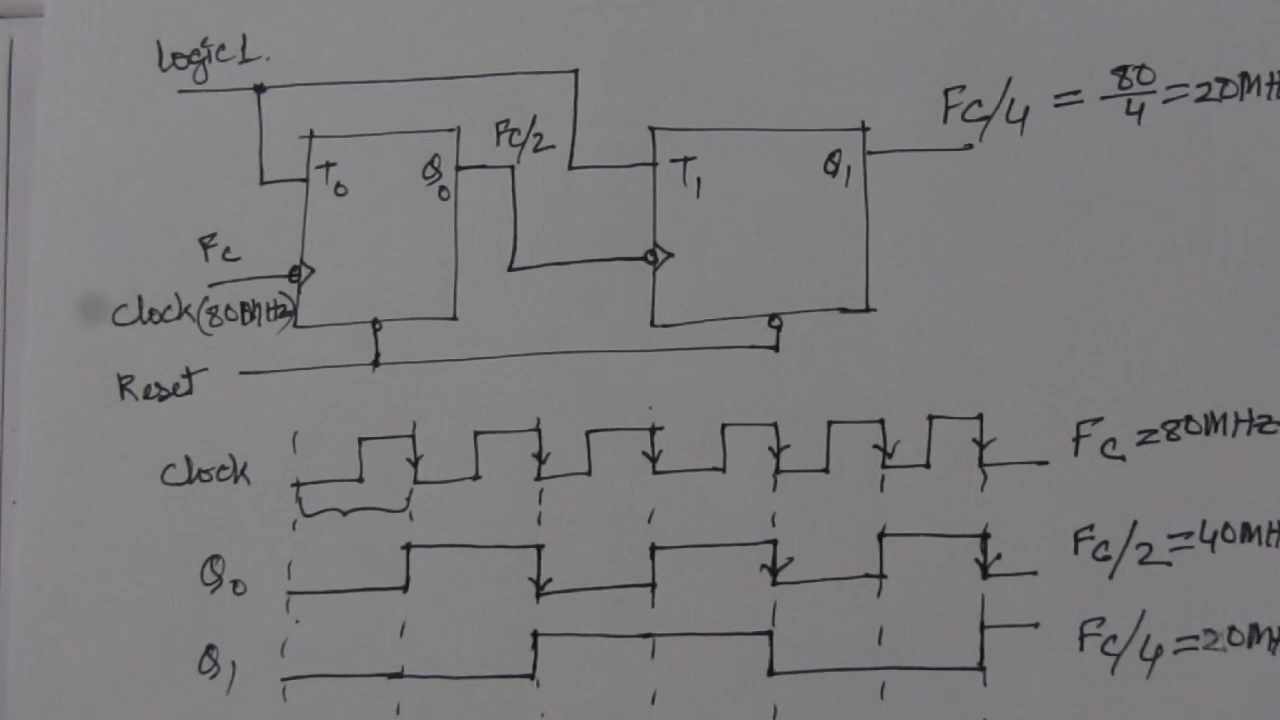 Logic 1.
Fc/4 = 80/4 = 20MH
Fc/2
T0 Q0
T1 Q1
Fc
Clock(80MHz)
Reset
Clock Fc = 80MHz
Q0 Fc/2 = 40MH
Q1 Fc/4 = 20MH